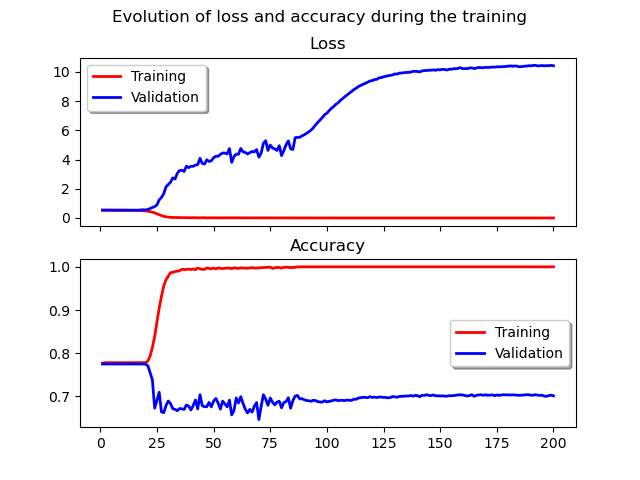 Evolution of loss and accuracy during the training
Loss
10
8
6
4
2
0
Training
Validation
Accuracy
1.0
0.9
0.8
0.7
Training
Validation
0 25 50 75 100 125 150 175 200